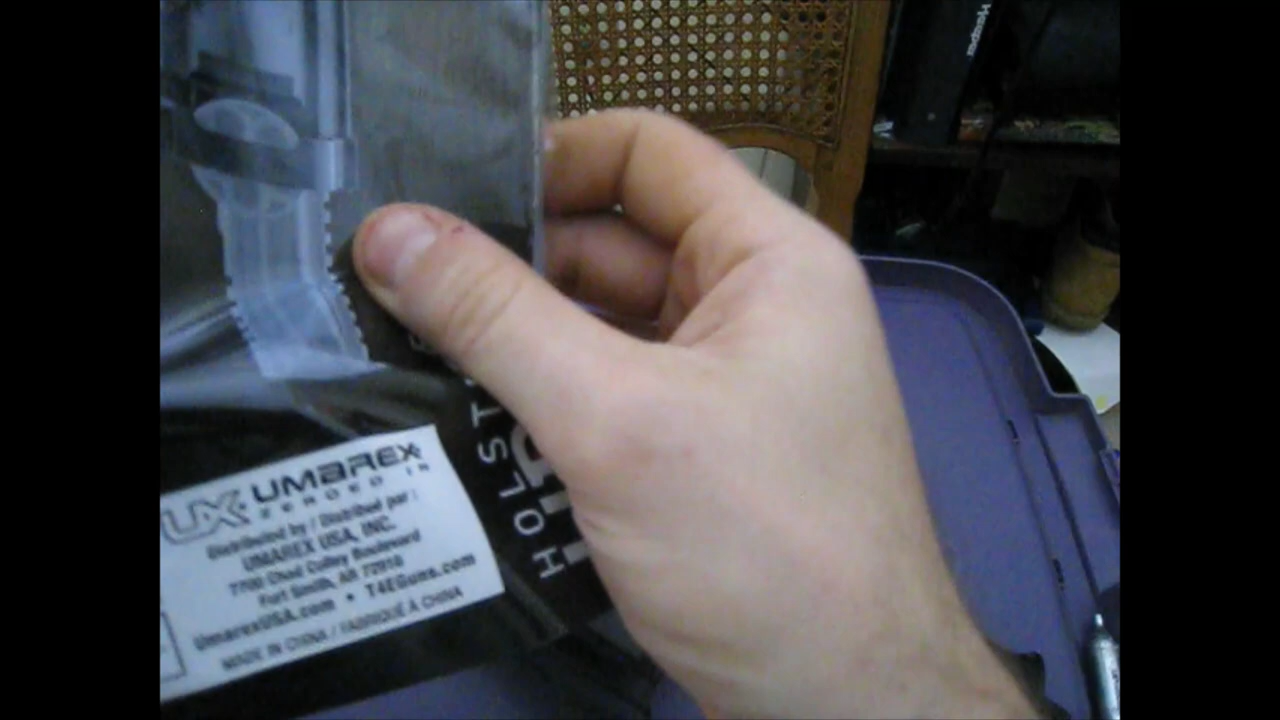 UX UMAREX
ZEROED IN
Distributed by / Distribué par :
UMAREX USA, INC.
7700 Chad Colley Boulevard
Fort Smith, AR 72916
UmarexUSA.com • T4EGuns.com
MADE IN CHINA / FABRIQUÉ À CHINA
HOLST